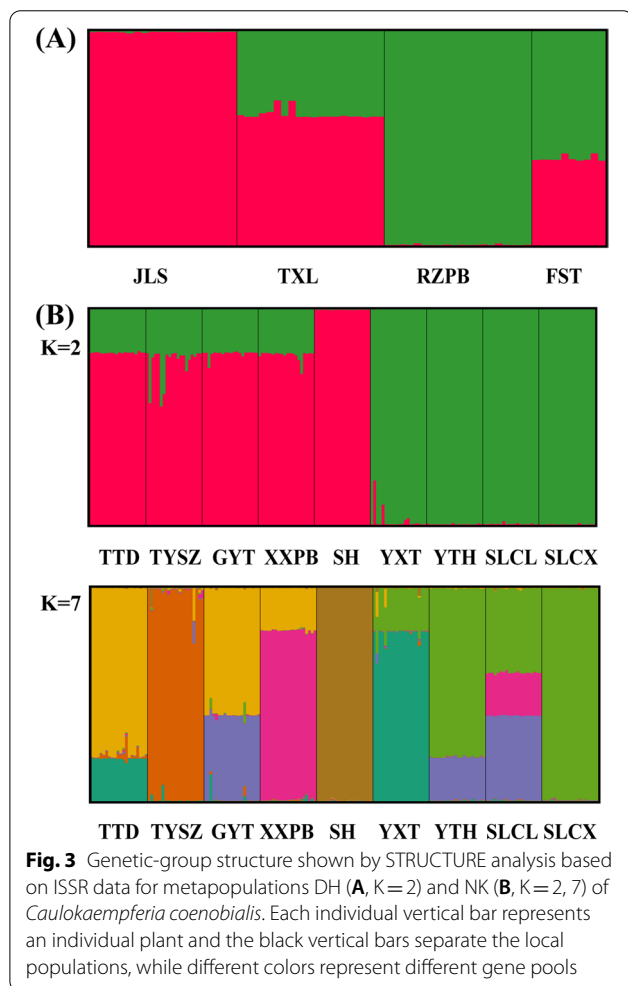 (A)
JLS TXL RZPB FST
(B)
K=2
TTD TYSZ GYT XXPB SH YXT YTH SLCL SLCX
K=7
TTD TYSZ GYT XXPB SH YXT YTH SLCL SLCX
Fig. 3 Genetic-group structure shown by STRUCTURE analysis based
on ISSR data for metapopulations DH (A, K = 2) and NK (B, K = 2, 7) of
Caulokaempferia coenobialis. Each individual vertical bar represents
an individual plant and the black vertical bars separate the local
populations, while different colors represent different gene pools